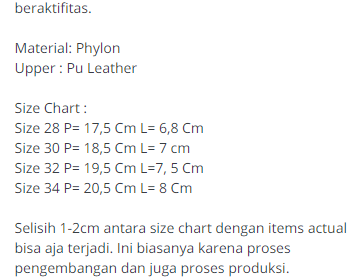 beraktifitas.
Material: Phylon
Upper : Pu Leather
Size Chart :
Size 28 P= 17,5 Cm L= 6,8 Cm
Size 30 P= 18,5 Cm L= 7 cm
Size 32 P= 19,5 Cm L=7, 5 Cm
Size 34 P= 20,5 Cm L= 8 Cm
Selisih 1-2cm antara size chart dengan items actual
bisa aja terjadi. Ini biasanya karena proses
pengembangan dan juga proses produksi.